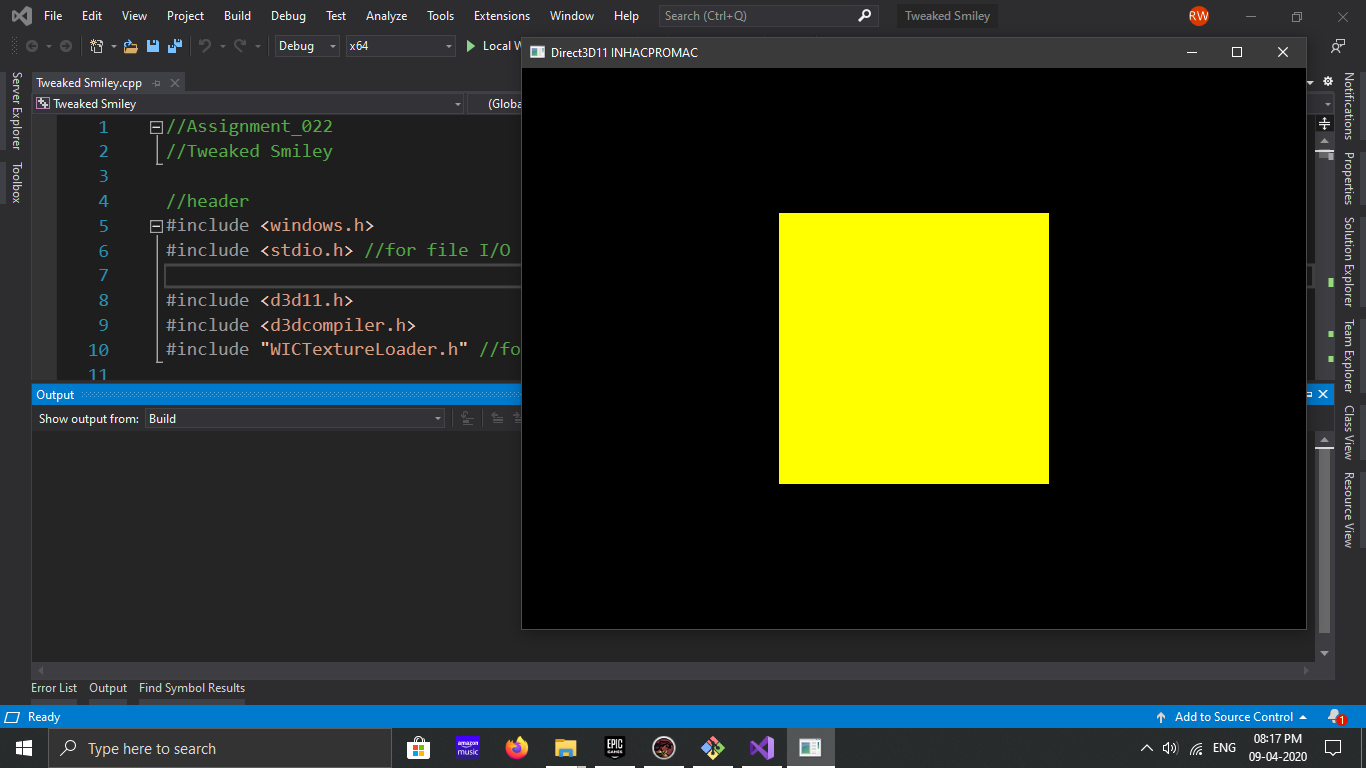 File Edit View Project Build Debug Test Analyze Tools Extensions Window Help Search (Ctrl+Q) Tweaked Smiley RW
Debug x64 Local W
Direct3D11 INHACPROMAC
Server Explorer
Toolbox
Tweaked Smiley.cpp
Tweaked Smiley (Globa
1 //Assignment_022
2 //Tweaked Smiley
3
4 //header
5 #include <windows.h>
6 #include <stdio.h> //for file I/O
7
8 #include <d3d11.h>
9 #include <d3dcompiler.h>
10 #include "WICTextureLoader.h" //fo
11
Output
Show output from: Build
Notifications
Properties
Solution Explorer
Team Explorer
Class View
Resource View
Error List Output Find Symbol Results
Ready Add to Source Control 1
Type here to search
amazon music
EPIC GAMES
ENG
08:17 PM
09-04-2020